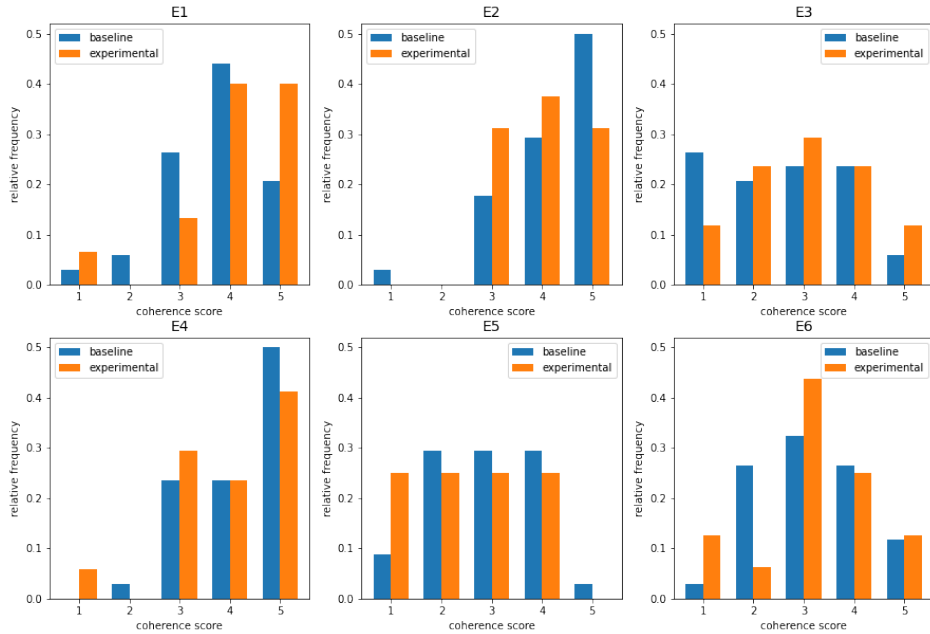 E1
baseline
experimental
0.5
0.4
0.3
0.2
0.1
0.0
relative frequency
1 2 3 4 5
coherence score
E2
baseline
experimental
0.5
0.4
0.3
0.2
0.1
0.0
relative frequency
1 2 3 4 5
coherence score
E3
baseline
experimental
0.5
0.4
0.3
0.2
0.1
0.0
relative frequency
1 2 3 4 5
coherence score
E4
baseline
experimental
0.5
0.4
0.3
0.2
0.1
0.0
relative frequency
1 2 3 4 5
coherence score
E5
baseline
experimental
0.5
0.4
0.3
0.2
0.1
0.0
relative frequency
1 2 3 4 5
coherence score
E6
baseline
experimental
0.5
0.4
0.3
0.2
0.1
0.0
relative frequency
1 2 3 4 5
coherence score